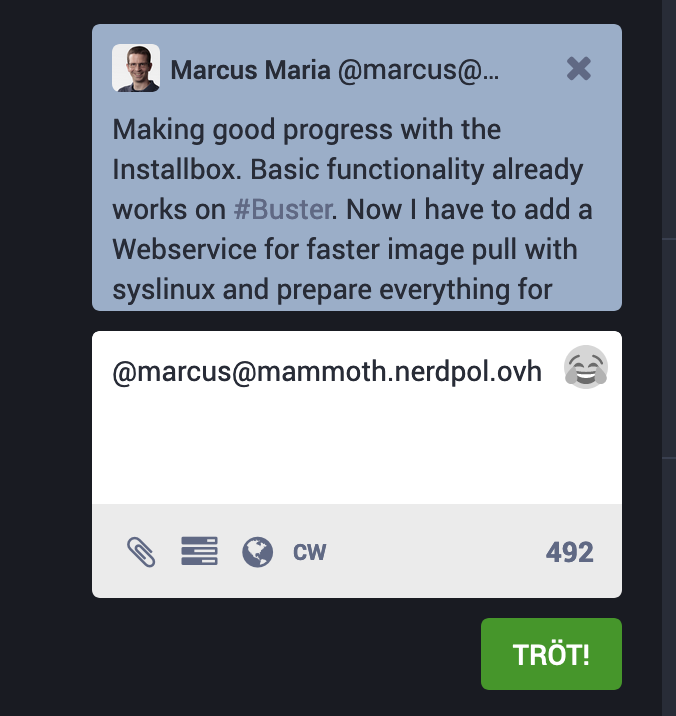 Marcus Maria @marcus@...
Making good progress with the
Installbox. Basic functionality already
works on #Buster. Now I have to add a
Webservice for faster image pull with
syslinux and prepare everything for
@marcus@mammoth.nerdpol.ovh
CW
492
TRÖT!